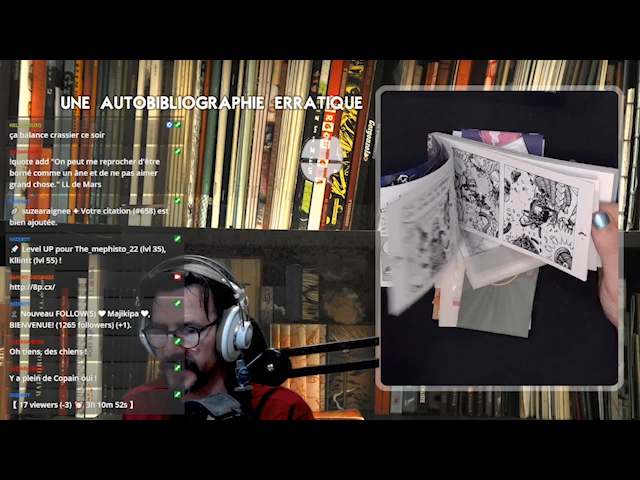 UNE AUTOBIBLIOGRAPHIE ERRATIQUE
ça balance crassier ce soir
!quote add "On peut me reprocher d'être
borné comme un âne et de ne pas aimer
grand chose." LL de Mars
suzearaignee ✦ Votre citation (#658) est
bien ajoutée.
WIZEBOT
Level UP pour The_mephisto_22 (lvl 35),
Kllintt (lvl 55) !
http://8p.cx/
Nouveau FOLLOW(S) ❤ Majikipa ❤,
BIENVENUE! (1265 followers) (+1).
Oh tiens, des chiens !
Y a plein de Copain oui !
WIZEBOT
[ 17 viewers (-3) 3h 10m 52s ]